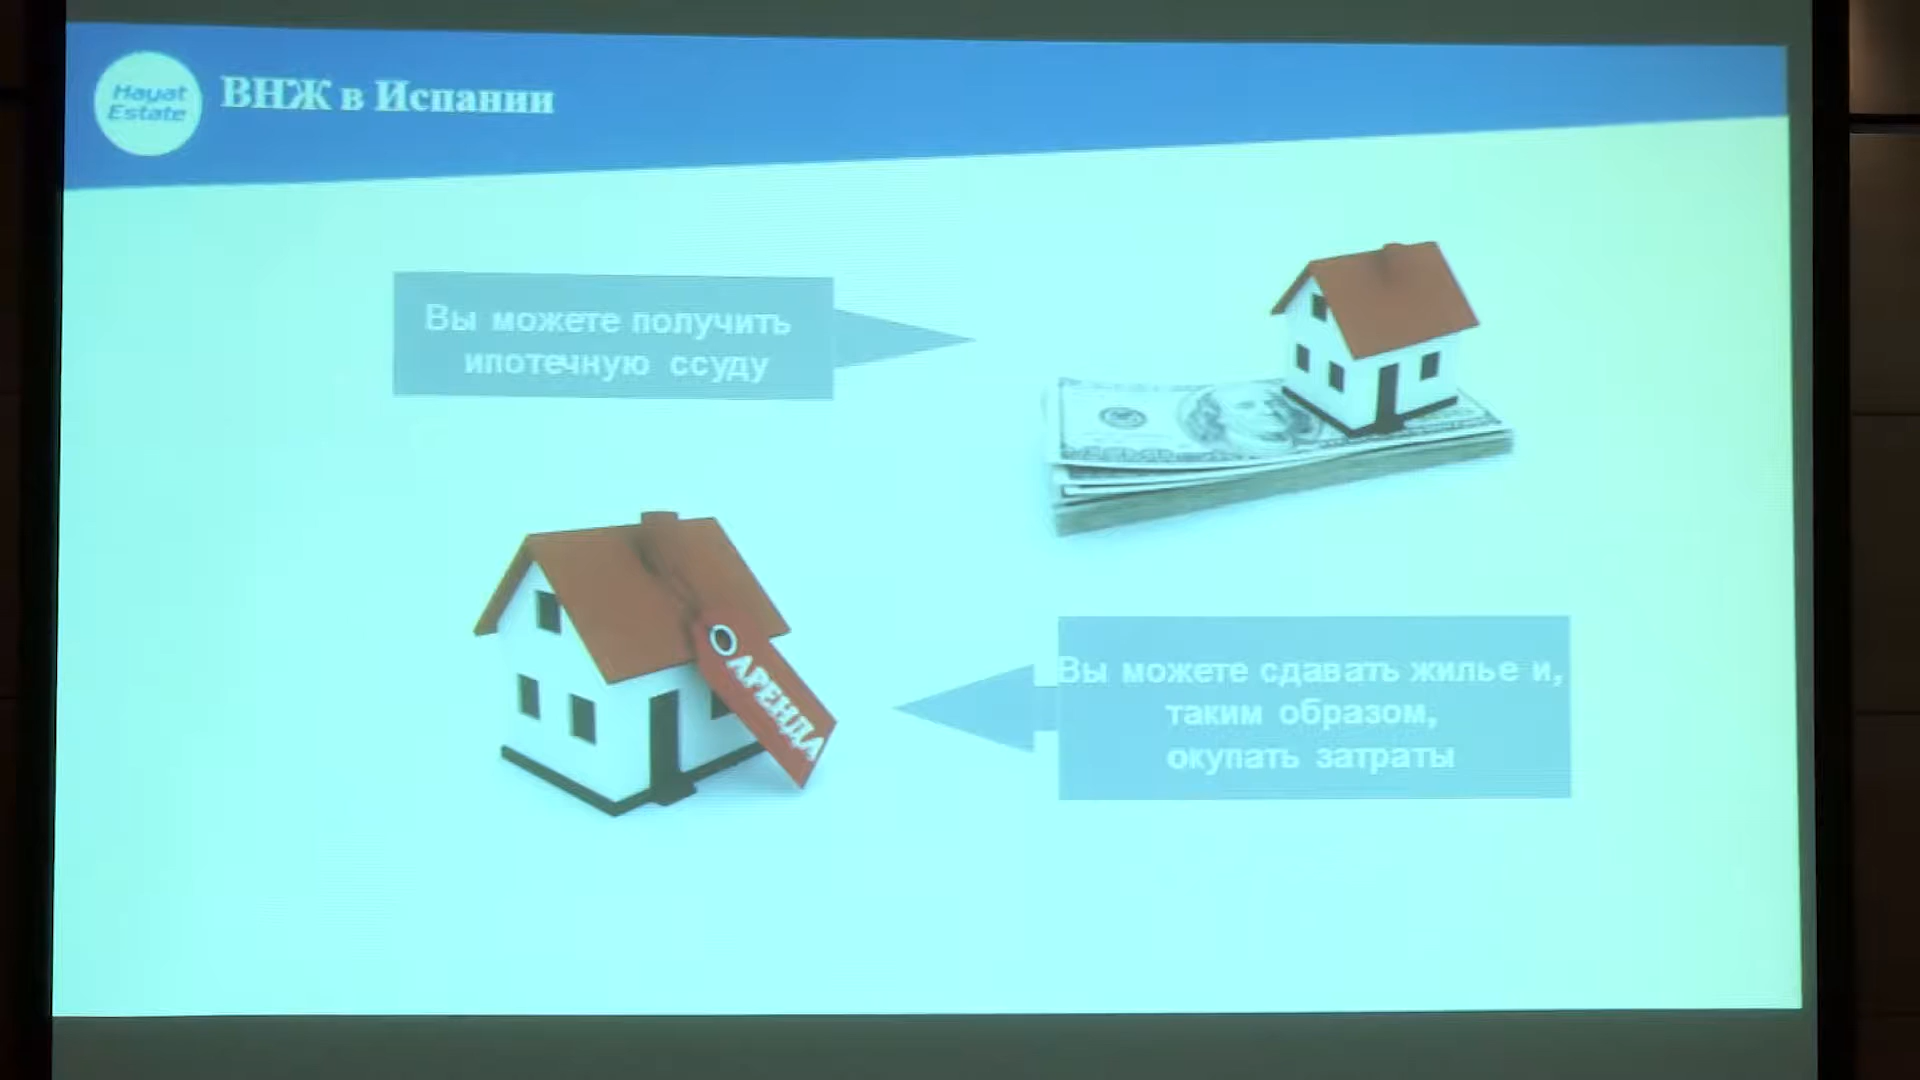 Hayat
Estate
ВНЖ в Испании
Вы можете получить
ипотечную ссуду
АРЕНДА
Вы можете сдавать жилье и,
таким образом,
окупать затраты